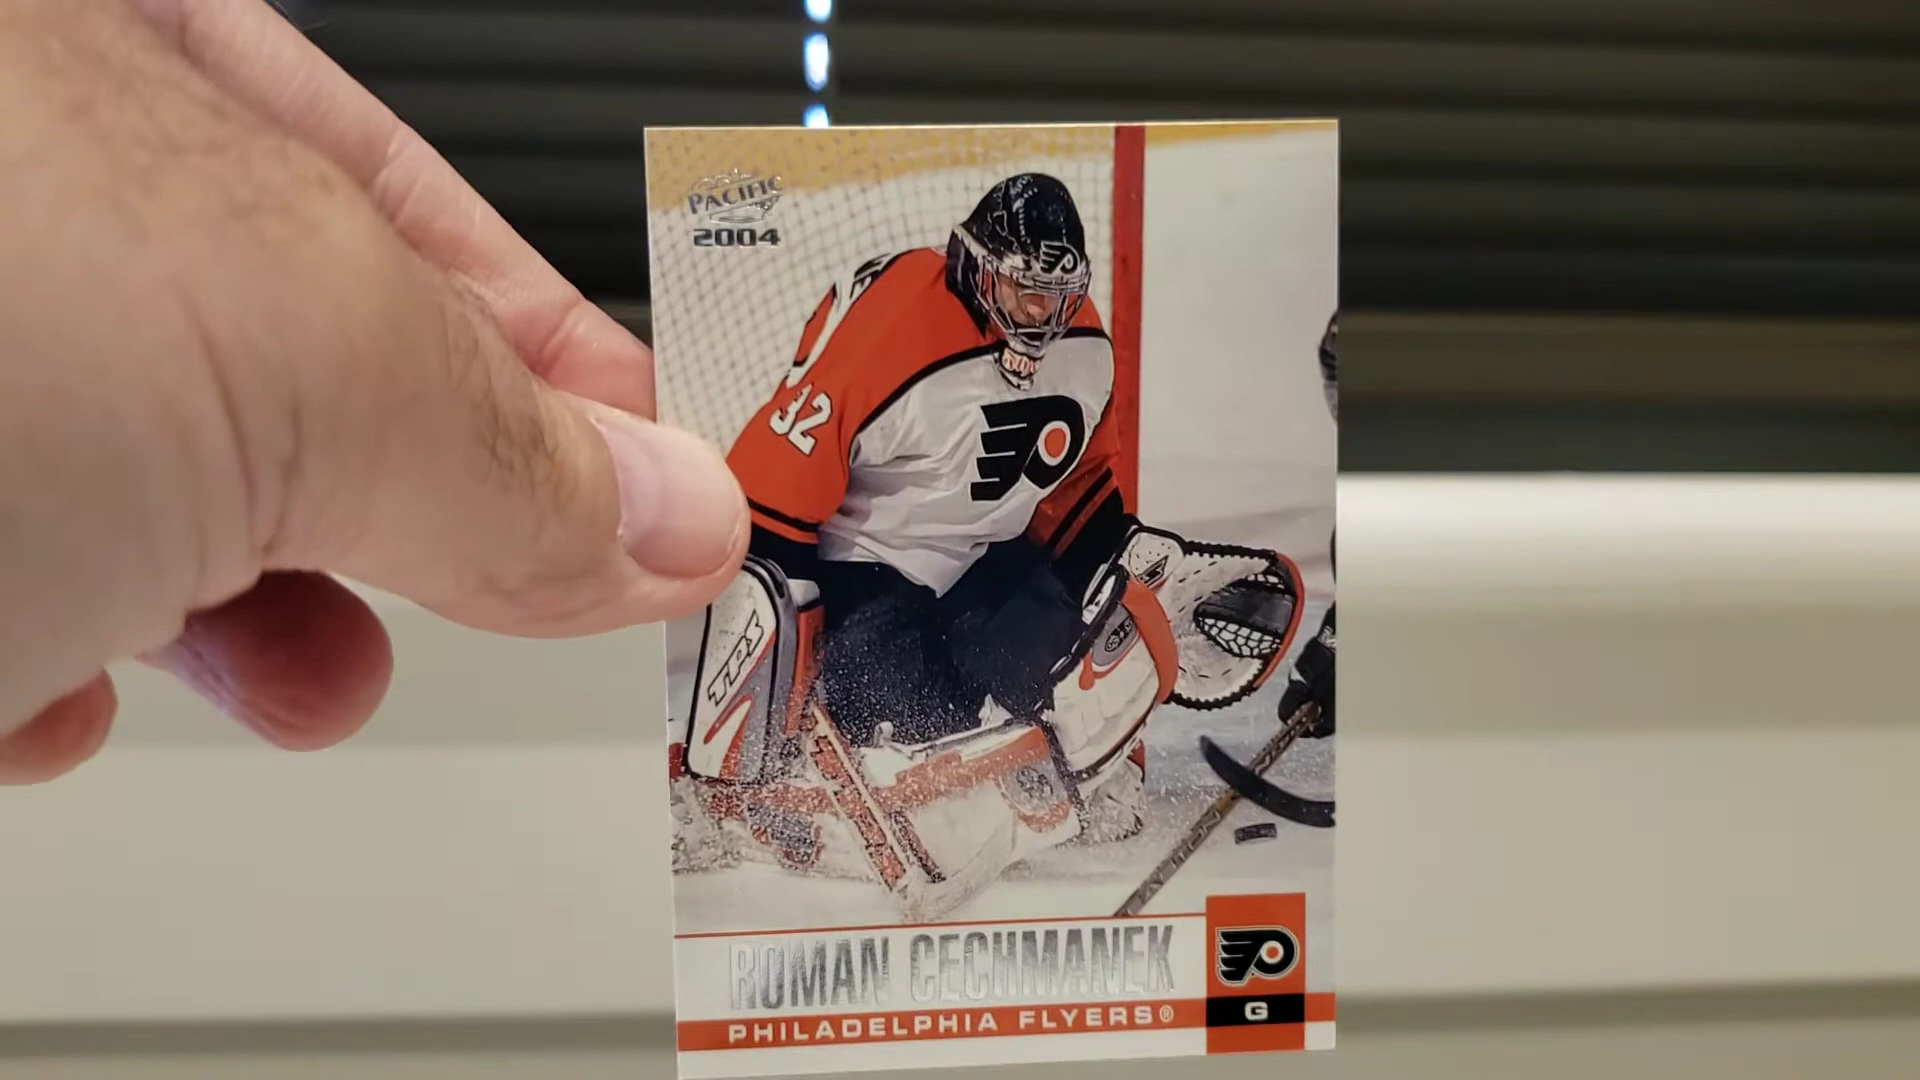 PACIFIC
2004
32
TPS
ROMAN CECHMANEK
PHILADELPHIA FLYERS®
G